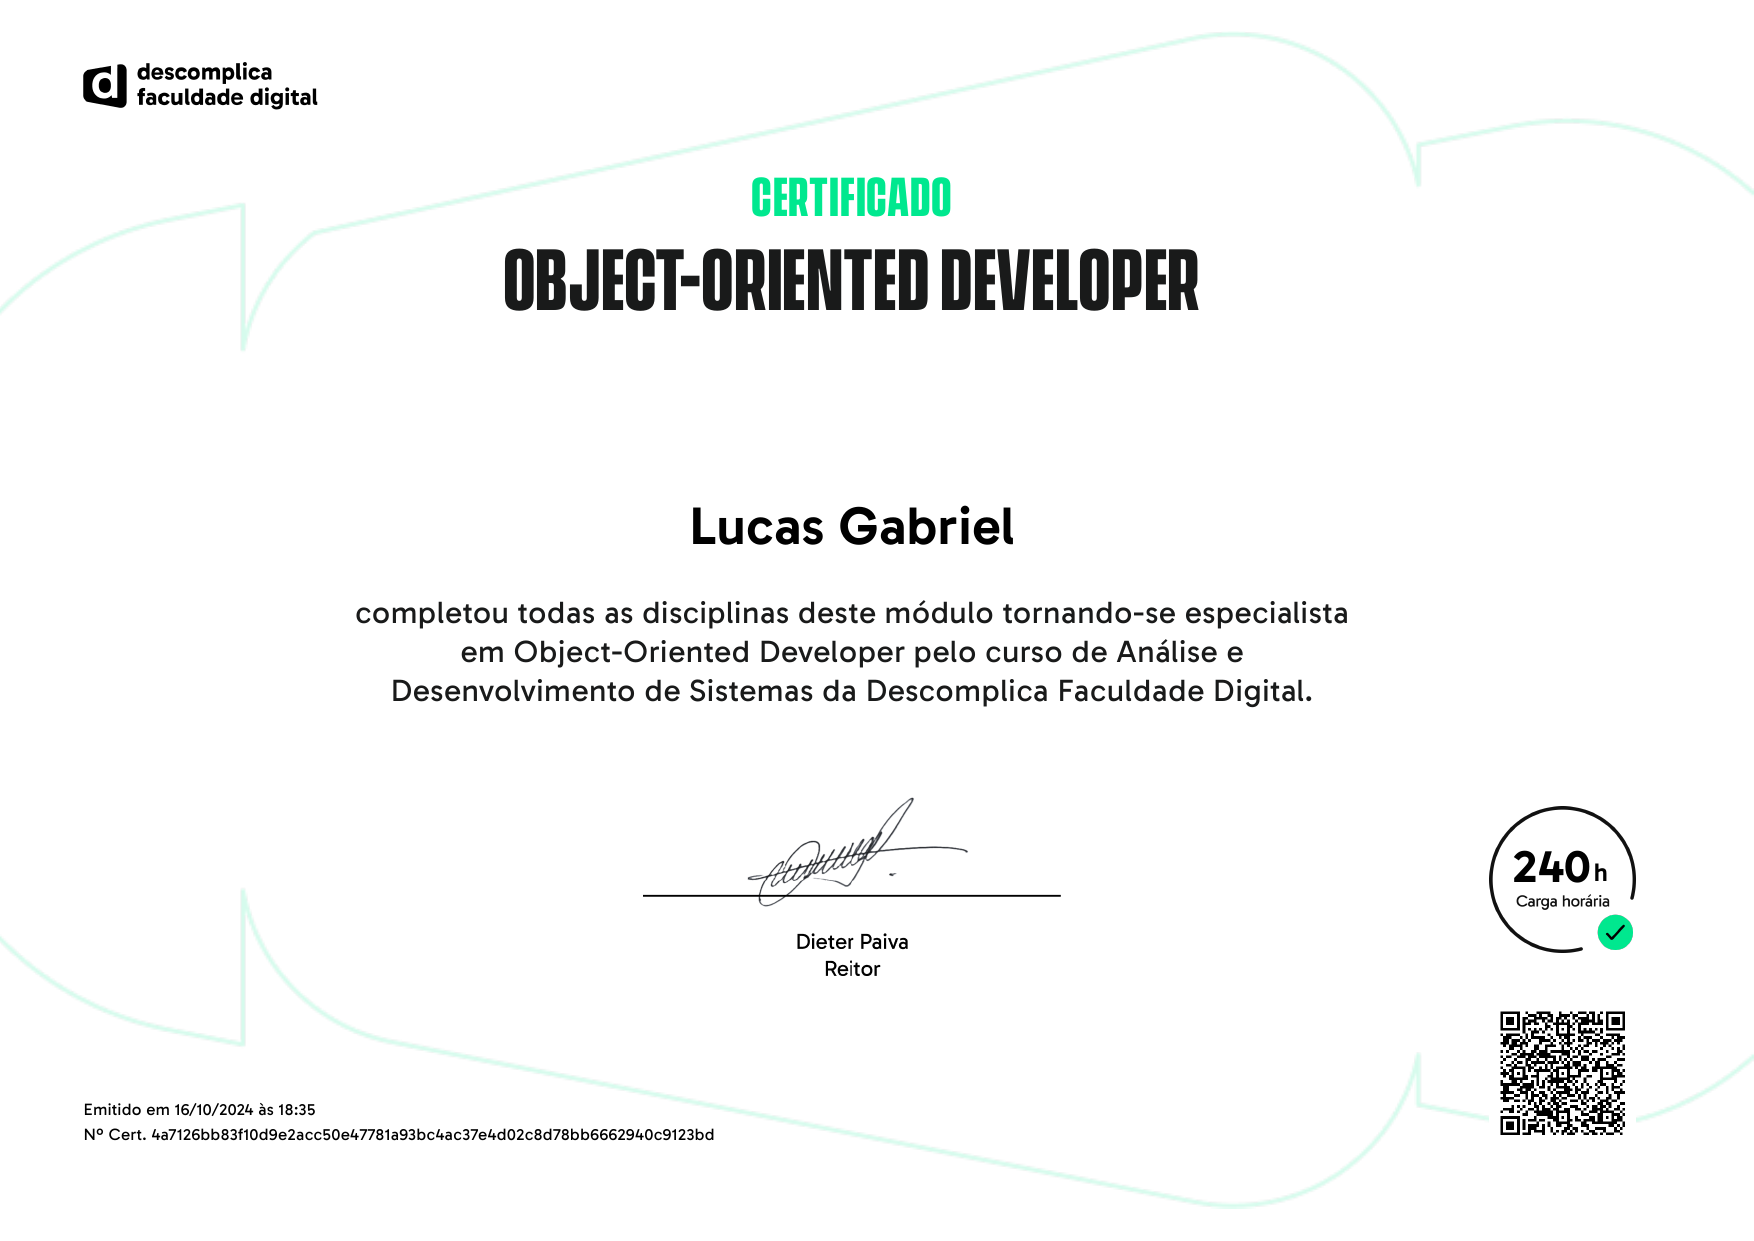 descomplica
faculdade digital
CERTIFICADO
OBJECT-ORIENTED DEVELOPER
Lucas Gabriel
completou todas as disciplinas deste módulo tornando-se especialista
em Object-Oriented Developer pelo curso de Análise e
Desenvolvimento de Sistemas da Descomplica Faculdade Digital.
Dieter Paiva
Reitor
240h
Carga horária
Emitido em 16/10/2024 às 18:35
Nº Cert. 4a7126bb83f10d9e2acc50e47781a93bc4ac37e4d02c8d78bb6662940c9123bd